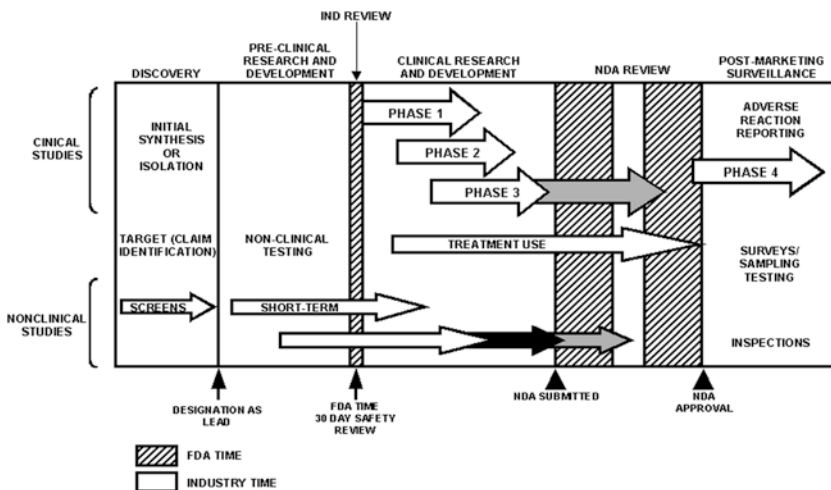 IND REVIEW
PRE-CLINICAL
RESEARCH AND
DEVELOPMENT
CLINICAL RESEARCH
AND DEVELOPMENT
POST-MARKETING
SURVEILLANCE
DISCOVERY
NDA REVIEW
CLINICAL
STUDIES
INITIAL
SYNTHESIS
OR
ISOLATION
PHASE 1
PHASE 2
PHASE 3
ADVERSE
REACTION
REPORTING
PHASE 4
TARGET (CLAIM
IDENTIFICATION)
NON-CLINICAL
TESTING
TREATMENT USE
SURVEYS/
SAMPLING
TESTING
NONCLINICAL
STUDIES
SCREENS
SHORT-TERM
INSPECTIONS
DESIGNATION AS
LEAD
FDA TIME
30 DAY SAFETY
REVIEW
NDA SUBMITTED
NDA
APPROVAL
FDA TIME
INDUSTRY TIME